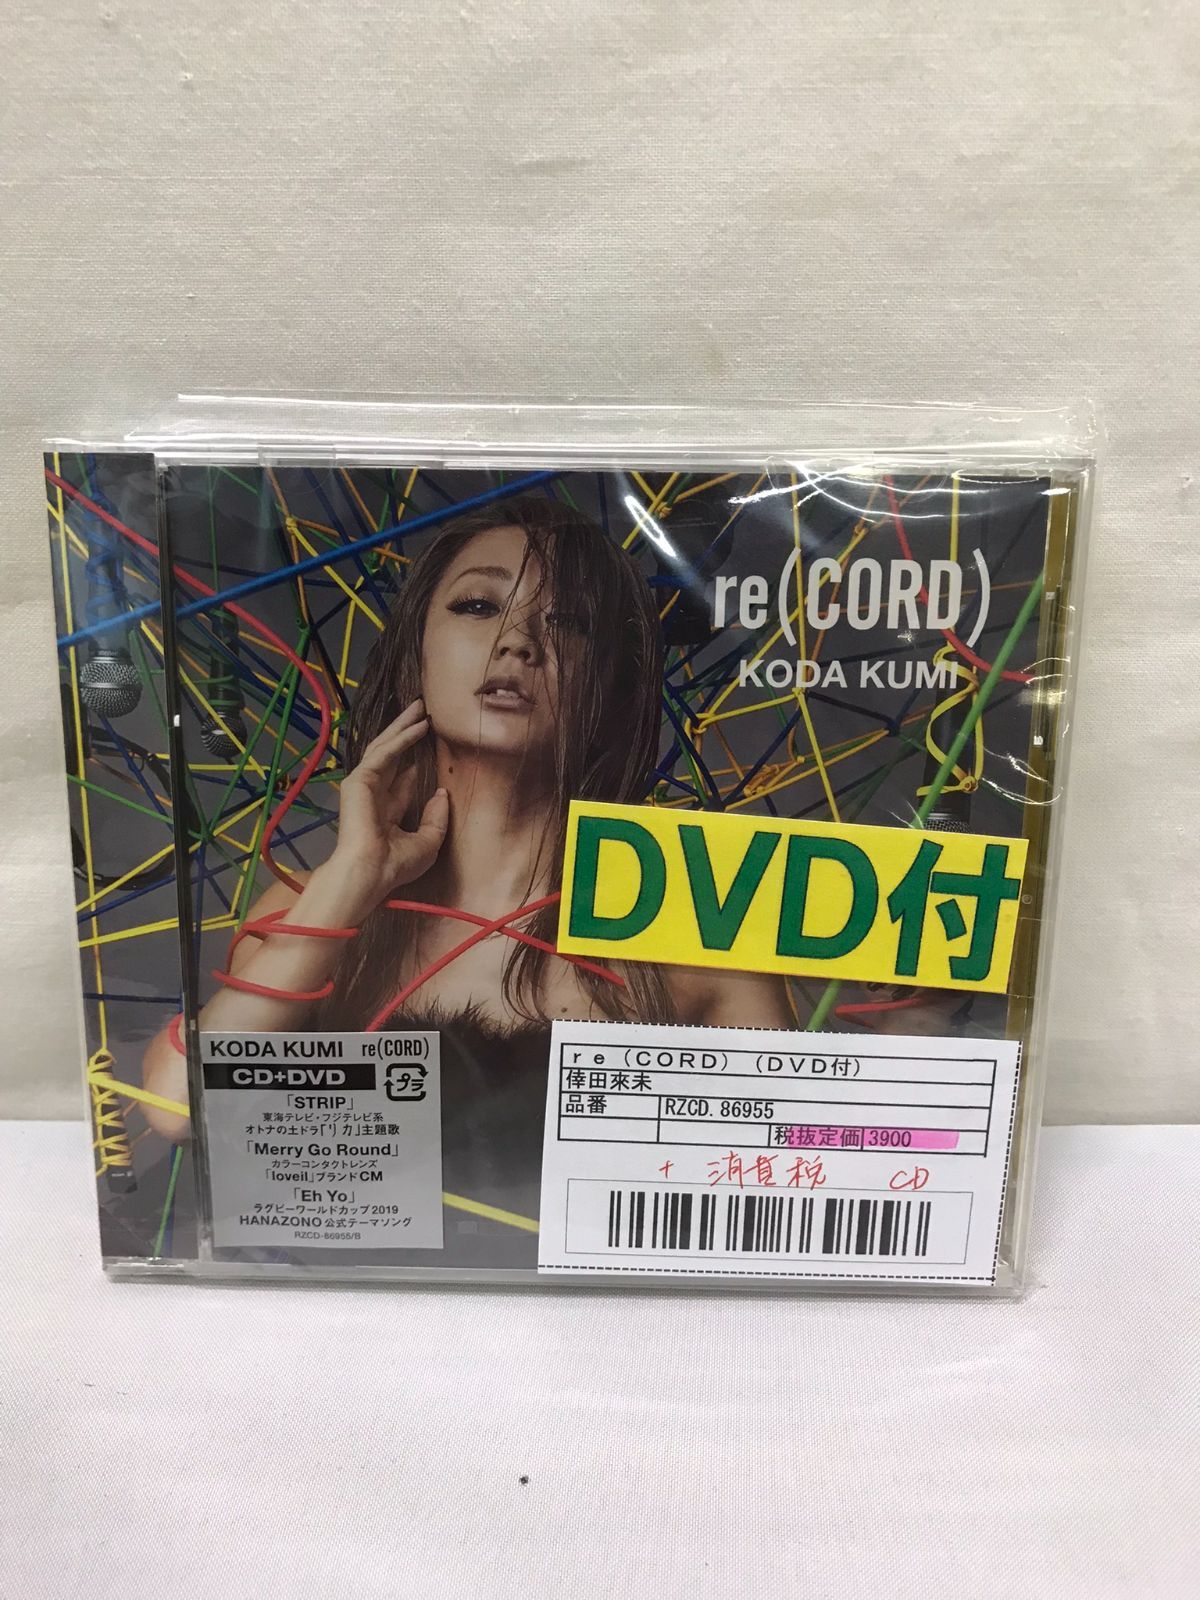 re(CORD)
KODA KUMI
DVD付
KODA KUMI re(CORD)
CD+DVD
プラ
「STRIP」
東海テレビ・フジテレビ系
オトナの土ドラ「リカ」主題歌
「Merry Go Round」
カラーコンタクトレンズ
「loveil」ブランドCM
「Eh Yo」
ラグビーワールドカップ2019
HANAZONO公式テーマソング
RZCD-86955/B
ｒｅ（ＣＯＲＤ）（ＤＶＤ付）
倖田來未
品番 RZCD. 86955
税抜定価 3900
+ 消費税 CD